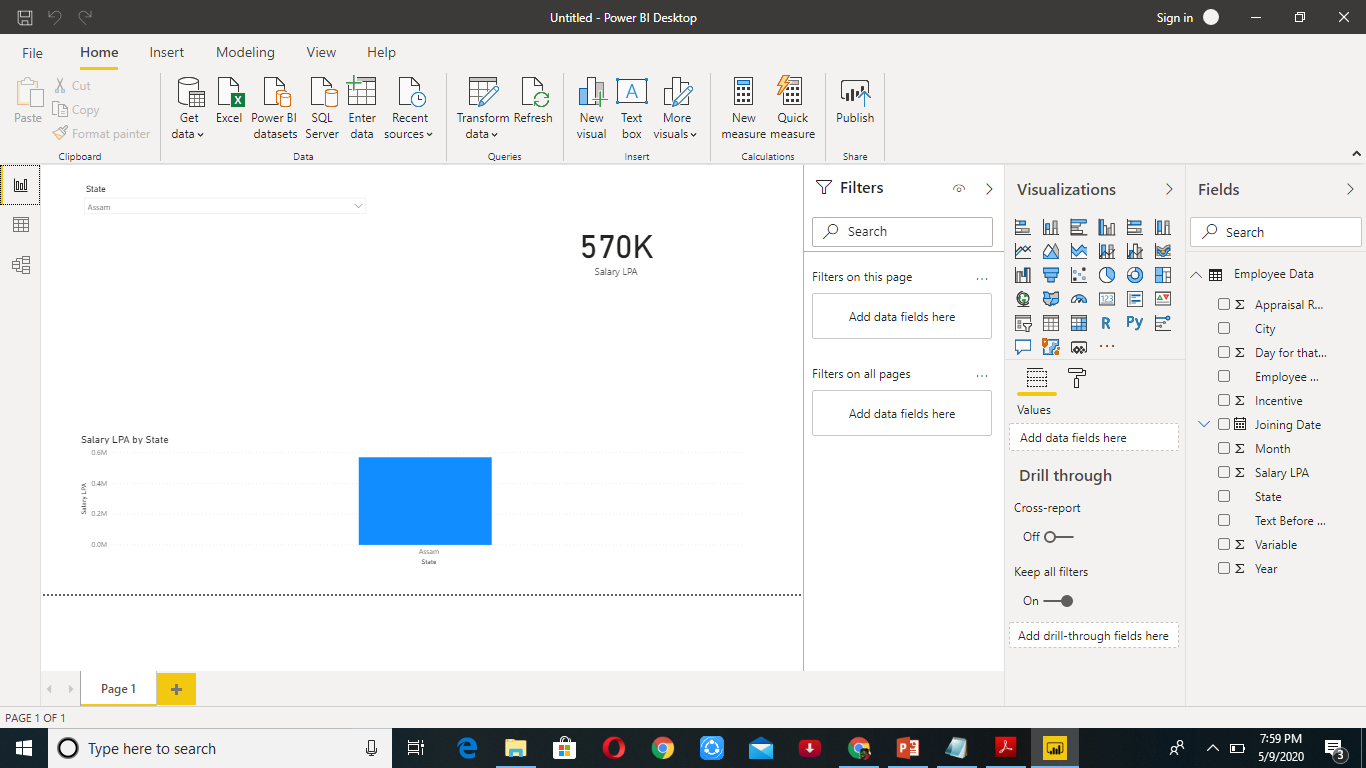 Untitled - Power BI Desktop
Sign in
File
Home
Insert
Modeling
View
Help
Paste
Cut
Copy
Format painter
Clipboard
Get data
Excel
Power BI datasets
SQL Server
Enter data
Recent sources
Data
Transform data
Refresh
Queries
New visual
Text box
More visuals
Insert
New measure
Quick measure
Calculations
Publish
Share
State
Assam
570K
Salary LPA
Salary LPA by State
0.6M
0.4M
0.2M
0.0M
Salary LPA
Assam
State
Filters
Search
Filters on this page
...
Add data fields here
Filters on all pages
...
Add data fields here
Visualizations
123
R
Py
...
Values
Add data fields here
Drill through
Cross-report
Off
Keep all filters
On
Add drill-through fields here
Fields
Search
Employee Data
Σ Appraisal R...
City
Σ Day for that...
Employee ...
Σ Incentive
Joining Date
Σ Month
Σ Salary LPA
State
Text Before ...
Σ Variable
Σ Year
Page 1
PAGE 1 OF 1
Type here to search
7:59 PM
5/9/2020
3